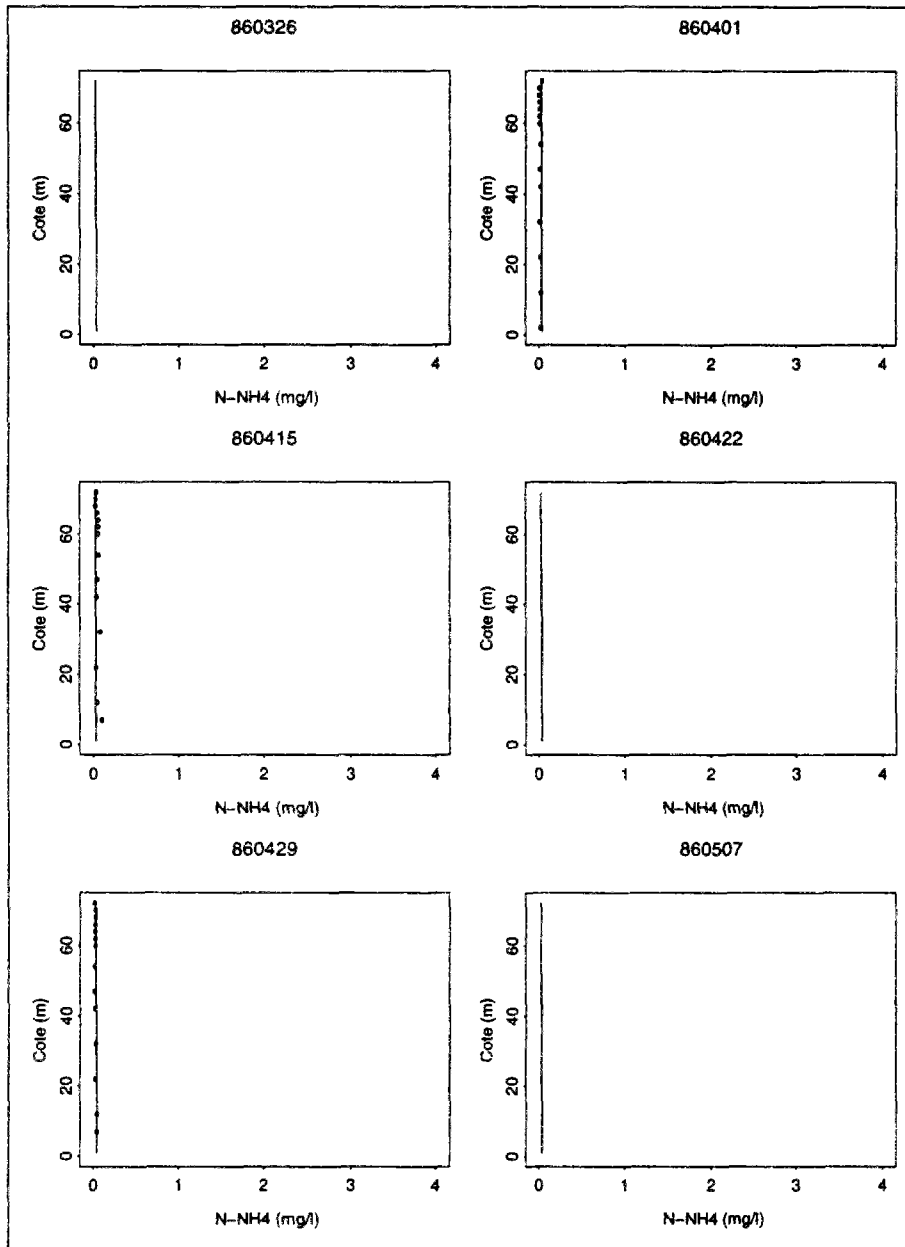 860326
860401
60
40
20
0
Cote (m)
0 1 2 3 4
N-NH4 (mg/l)
60
40
20
0
Cote (m)
0 1 2 3 4
N-NH4 (mg/l)
860415
860422
60
40
20
0
Cote (m)
0 1 2 3 4
N-NH4 (mg/l)
60
40
20
0
Cote (m)
0 1 2 3 4
N-NH4 (mg/l)
860429
860507
60
40
20
0
Cote (m)
0 1 2 3 4
N-NH4 (mg/l)
60
40
20
0
Cote (m)
0 1 2 3 4
N-NH4 (mg/l)